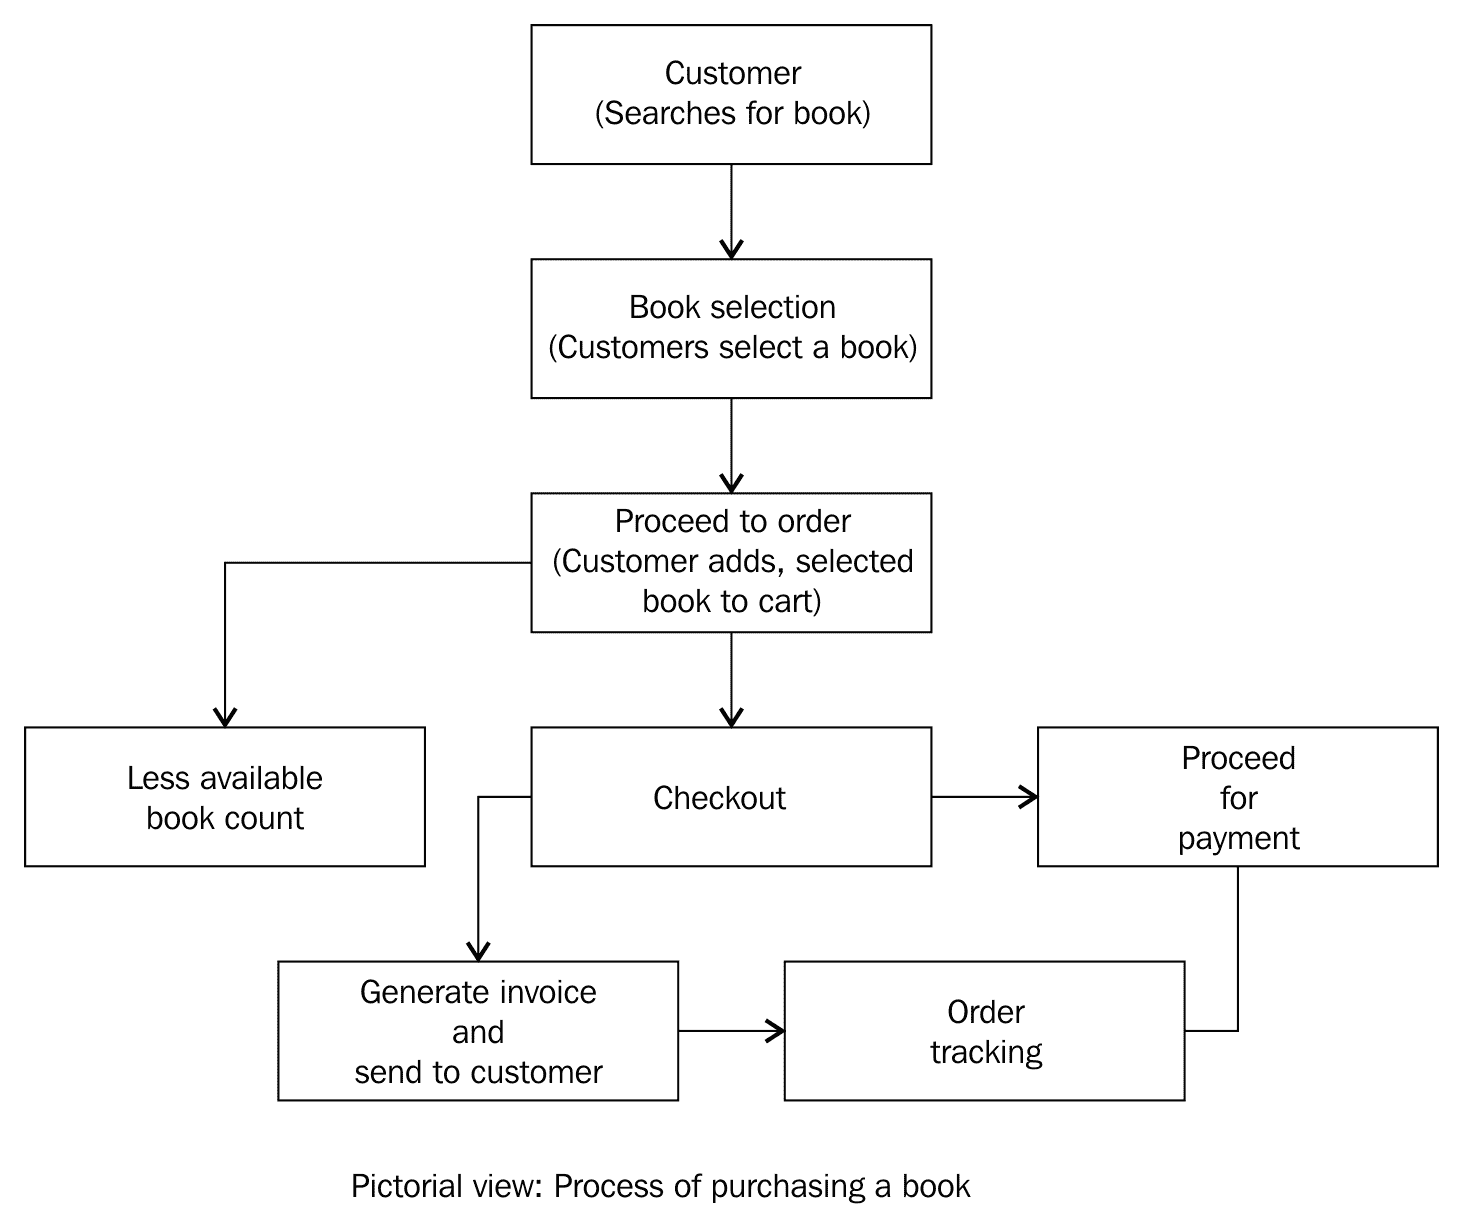 Customer
(Searches for book)
Book selection
(Customers select a book)
Proceed to order
(Customer adds, selected
book to cart)
Less available
book count
Checkout
Proceed
for
payment
Generate invoice
and
send to customer
Order
tracking
Pictorial view: Process of purchasing a book